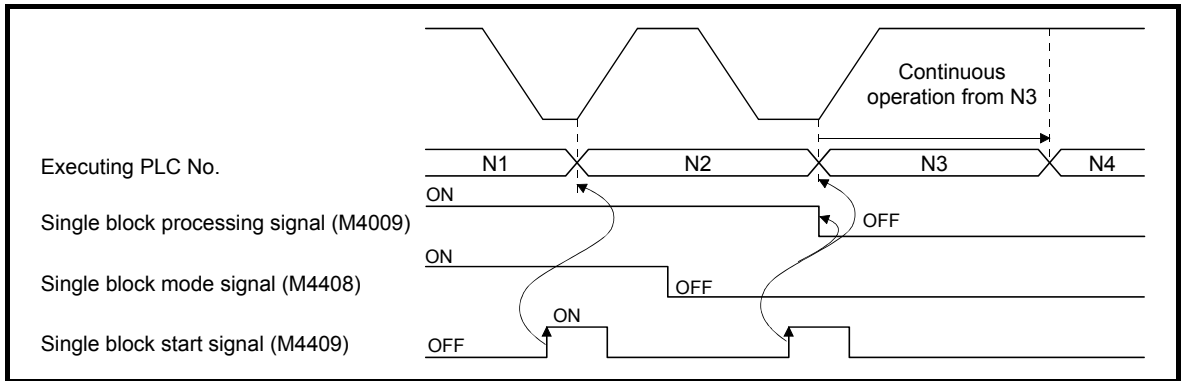 Continuous
operation from N3
Executing PLC No.
N1
N2
N3
N4
ON
Single block processing signal (M4009)
OFF
ON
Single block mode signal (M4408)
OFF
ON
Single block start signal (M4409)
OFF